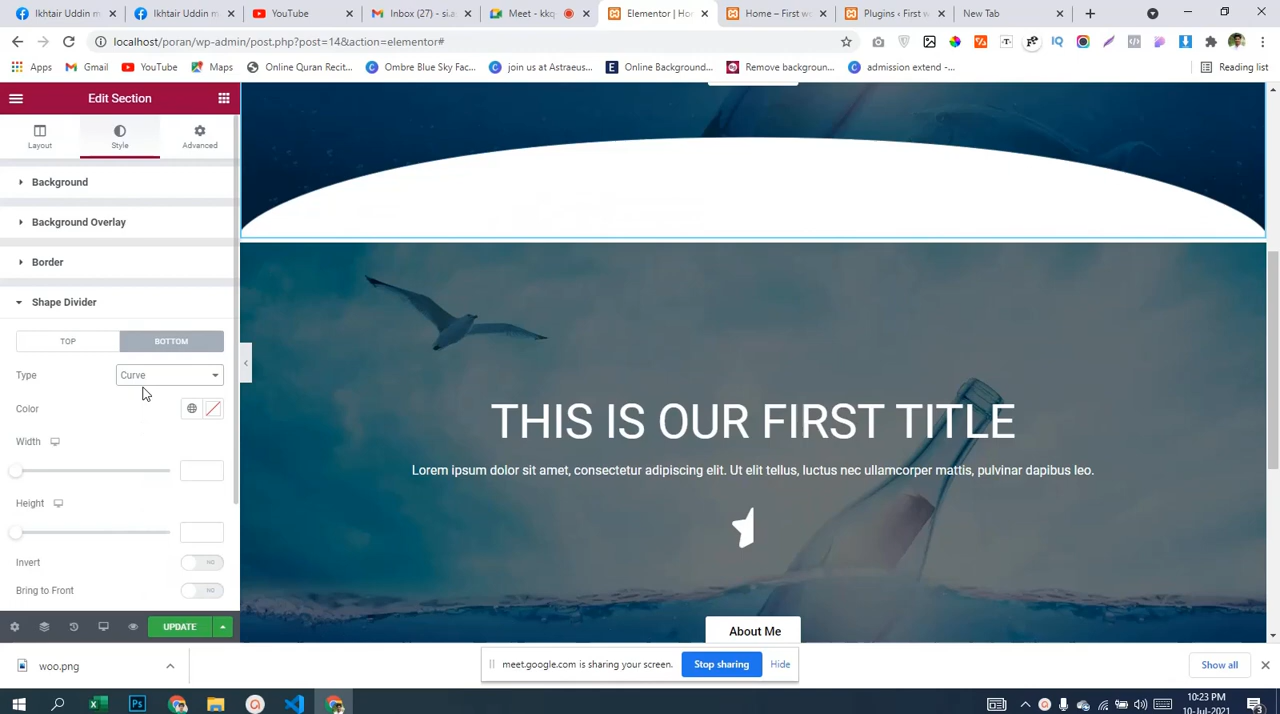 Ikhtair Uddin m
Ikhtair Uddin m
YouTube
Inbox (27) - si.a
Meet - kkq
Elementor | Ho
Home – First w
Plugins ‹ First w
New Tab
localhost/poran/wp-admin/post.php?post=14&action=elementor#
Apps
Gmail
YouTube
Maps
Online Quran Recit...
Ombre Blue Sky Fac...
join us at Astraeus...
Online Background...
Remove backgroun...
admission extend -...
Reading list
Edit Section
Layout
Style
Advanced
Background
Background Overlay
Border
Shape Divider
TOP
BOTTOM
Type
Curve
Color
Width
Height
Invert
NO
Bring to Front
NO
UPDATE
THIS IS OUR FIRST TITLE
Lorem ipsum dolor sit amet, consectetur adipiscing elit. Ut elit tellus, luctus nec ullamcorper mattis, pulvinar dapibus leo.
About Me
woo.png
meet.google.com is sharing your screen.
Stop sharing
Hide
Show all
10:23 PM
10-Jul-2021